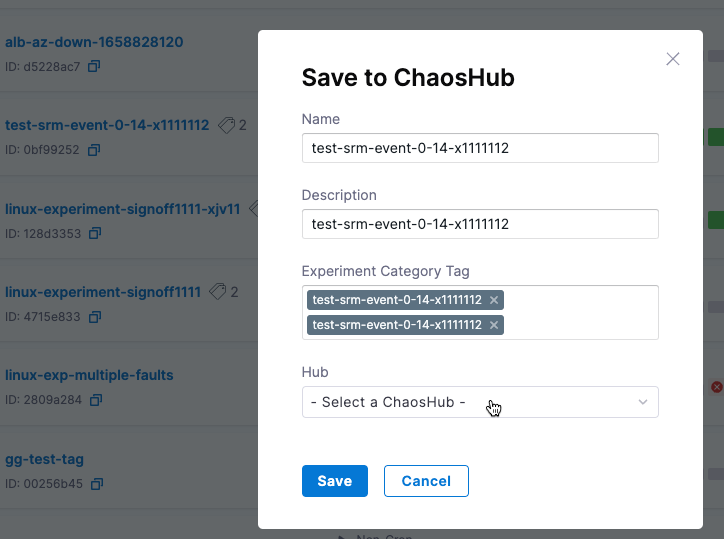 alb-az-down-1658828120
ID: d5228ac7
test-srm-event-0-14-x1111112 2
ID: 0bf99252
linux-experiment-signoff1111-xjv11
ID: 128d3353
linux-experiment-signoff1111 2
ID: 4715e833
linux-exp-multiple-faults
ID: 2809a284
gg-test-tag
ID: 00256b45
Save to ChaosHub
Name
test-srm-event-0-14-x1111112
Description
test-srm-event-0-14-x1111112
Experiment Category Tag
test-srm-event-0-14-x1111112
test-srm-event-0-14-x1111112
Hub
- Select a ChaosHub -
Save Cancel